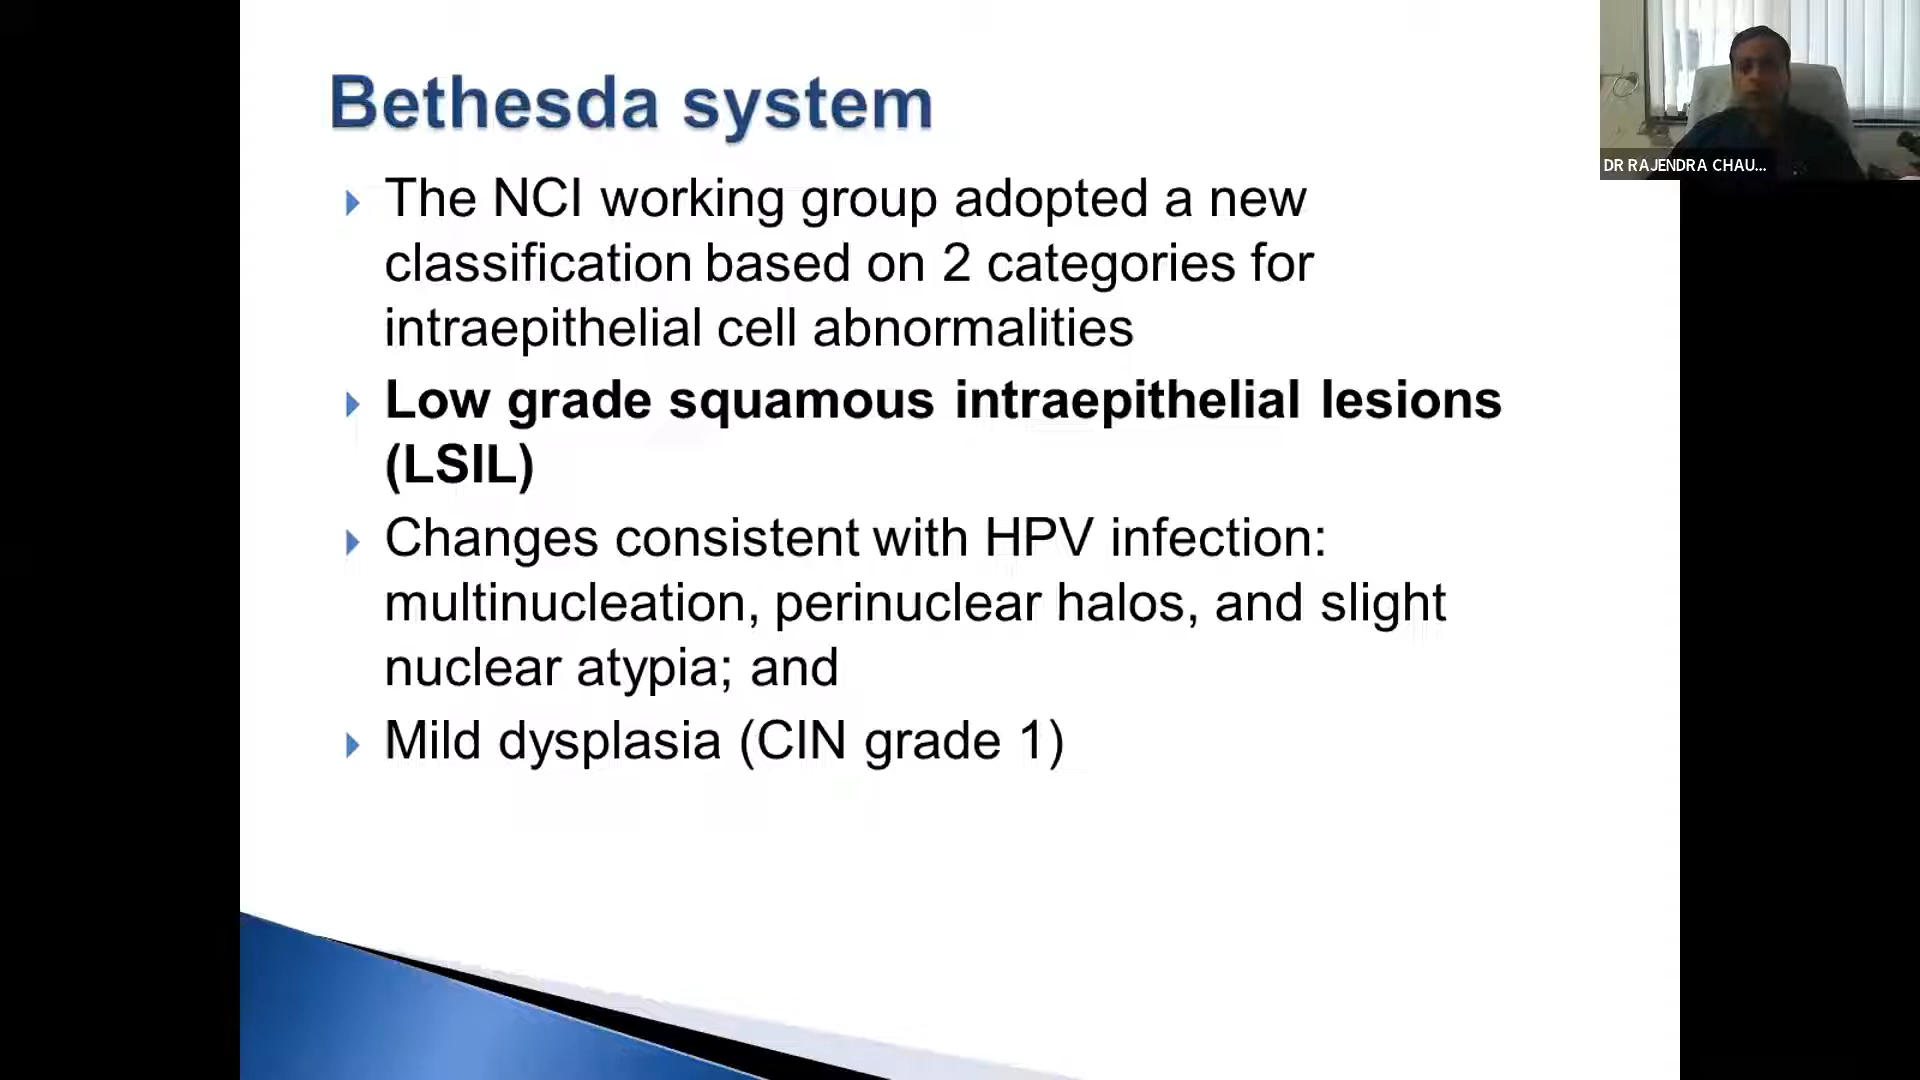 Bethesda system
The NCI working group adopted a new
classification based on 2 categories for
intraepithelial cell abnormalities
Low grade squamous intraepithelial lesions
(LSIL)
Changes consistent with HPV infection:
multinucleation, perinuclear halos, and slight
nuclear atypia; and
Mild dysplasia (CIN grade 1)
DR RAJENDRA CHAU...